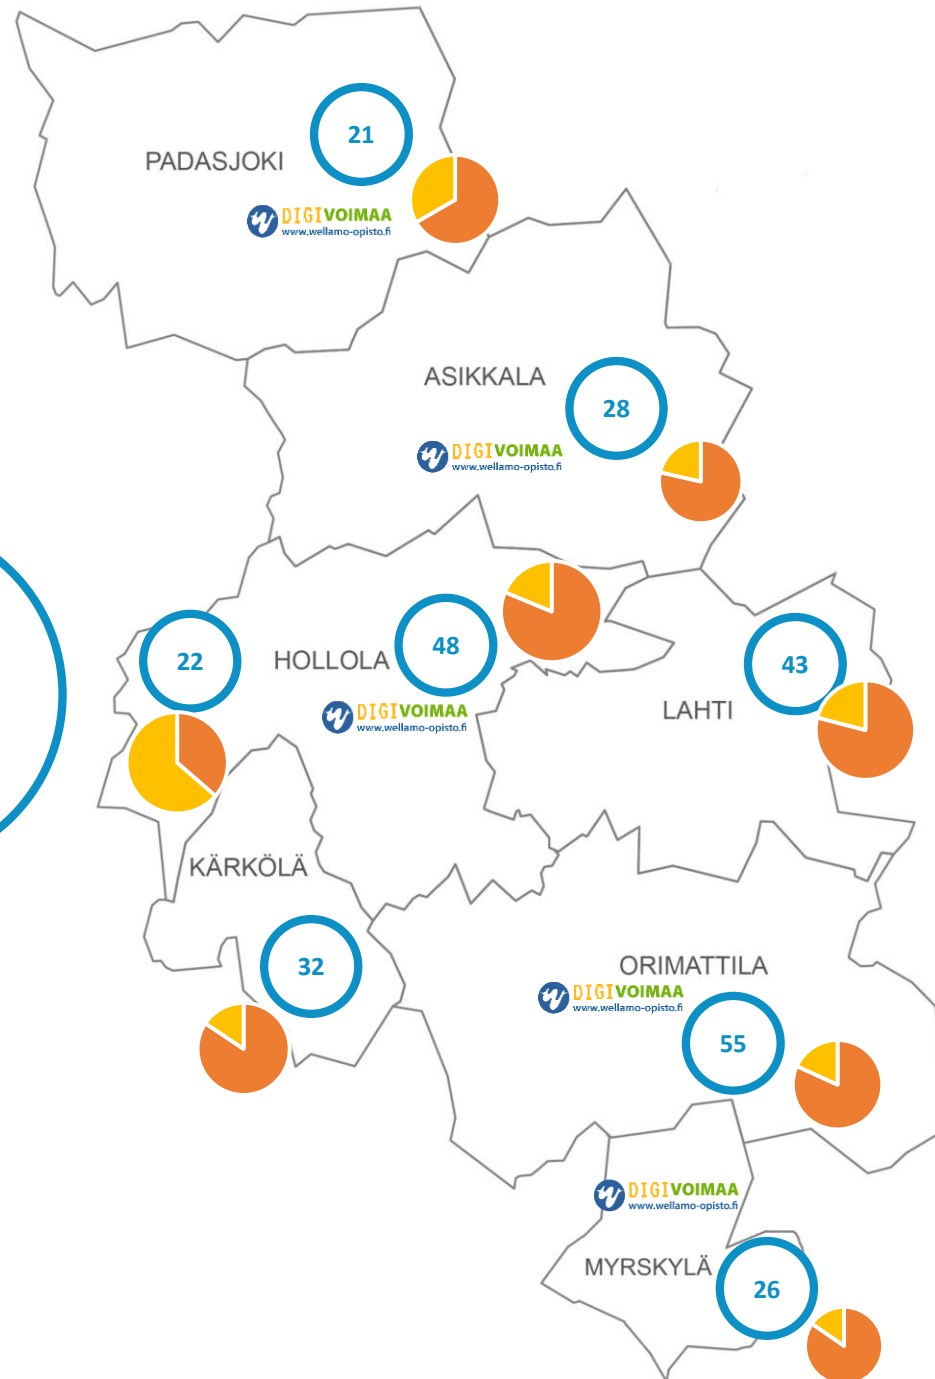 21
PADASJOKI
DIGIVOIMAA
www.wellamo-opisto.fi
ASIKKALA
28
DIGIVOIMAA
www.wellamo-opisto.fi
22
HOLLOLA
48
43
DIGIVOIMAA
www.wellamo-opisto.fi
LAHTI
KÄRKÖLÄ
32
ORIMATTILA
DIGIVOIMAA
www.wellamo-opisto.fi
55
DIGIVOIMAA
www.wellamo-opisto.fi
MYRSKYLÄ
26